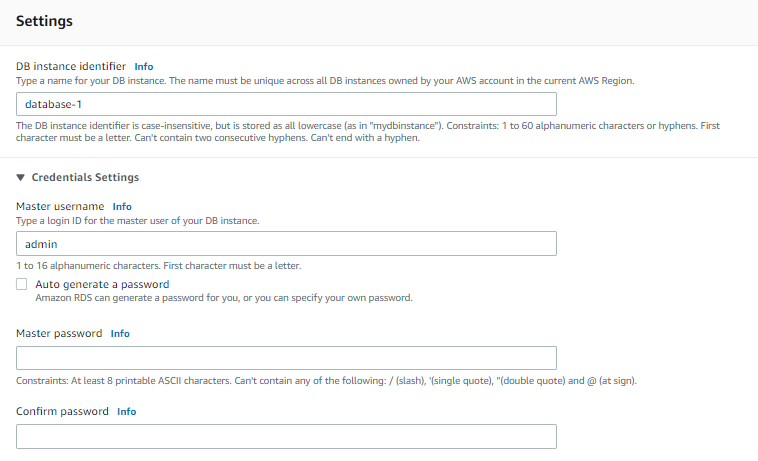 Settings
DB instance identifier Info
Type a name for your DB instance. The name must be unique across all DB instances owned by your AWS account in the current AWS Region.
database-1
The DB instance identifier is case-insensitive, but is stored as all lowercase (as in "mydbinstance"). Constraints: 1 to 60 alphanumeric characters or hyphens. First
character must be a letter. Can't contain two consecutive hyphens. Can't end with a hyphen.
Credentials Settings
Master username Info
Type a login ID for the master user of your DB instance.
admin
1 to 16 alphanumeric characters. First character must be a letter.
Auto generate a password
Amazon RDS can generate a password for you, or you can specify your own password.
Master password Info
Constraints: At least 8 printable ASCII characters. Can't contain any of the following: / (slash), '(single quote), "(double quote) and @ (at sign).
Confirm password Info